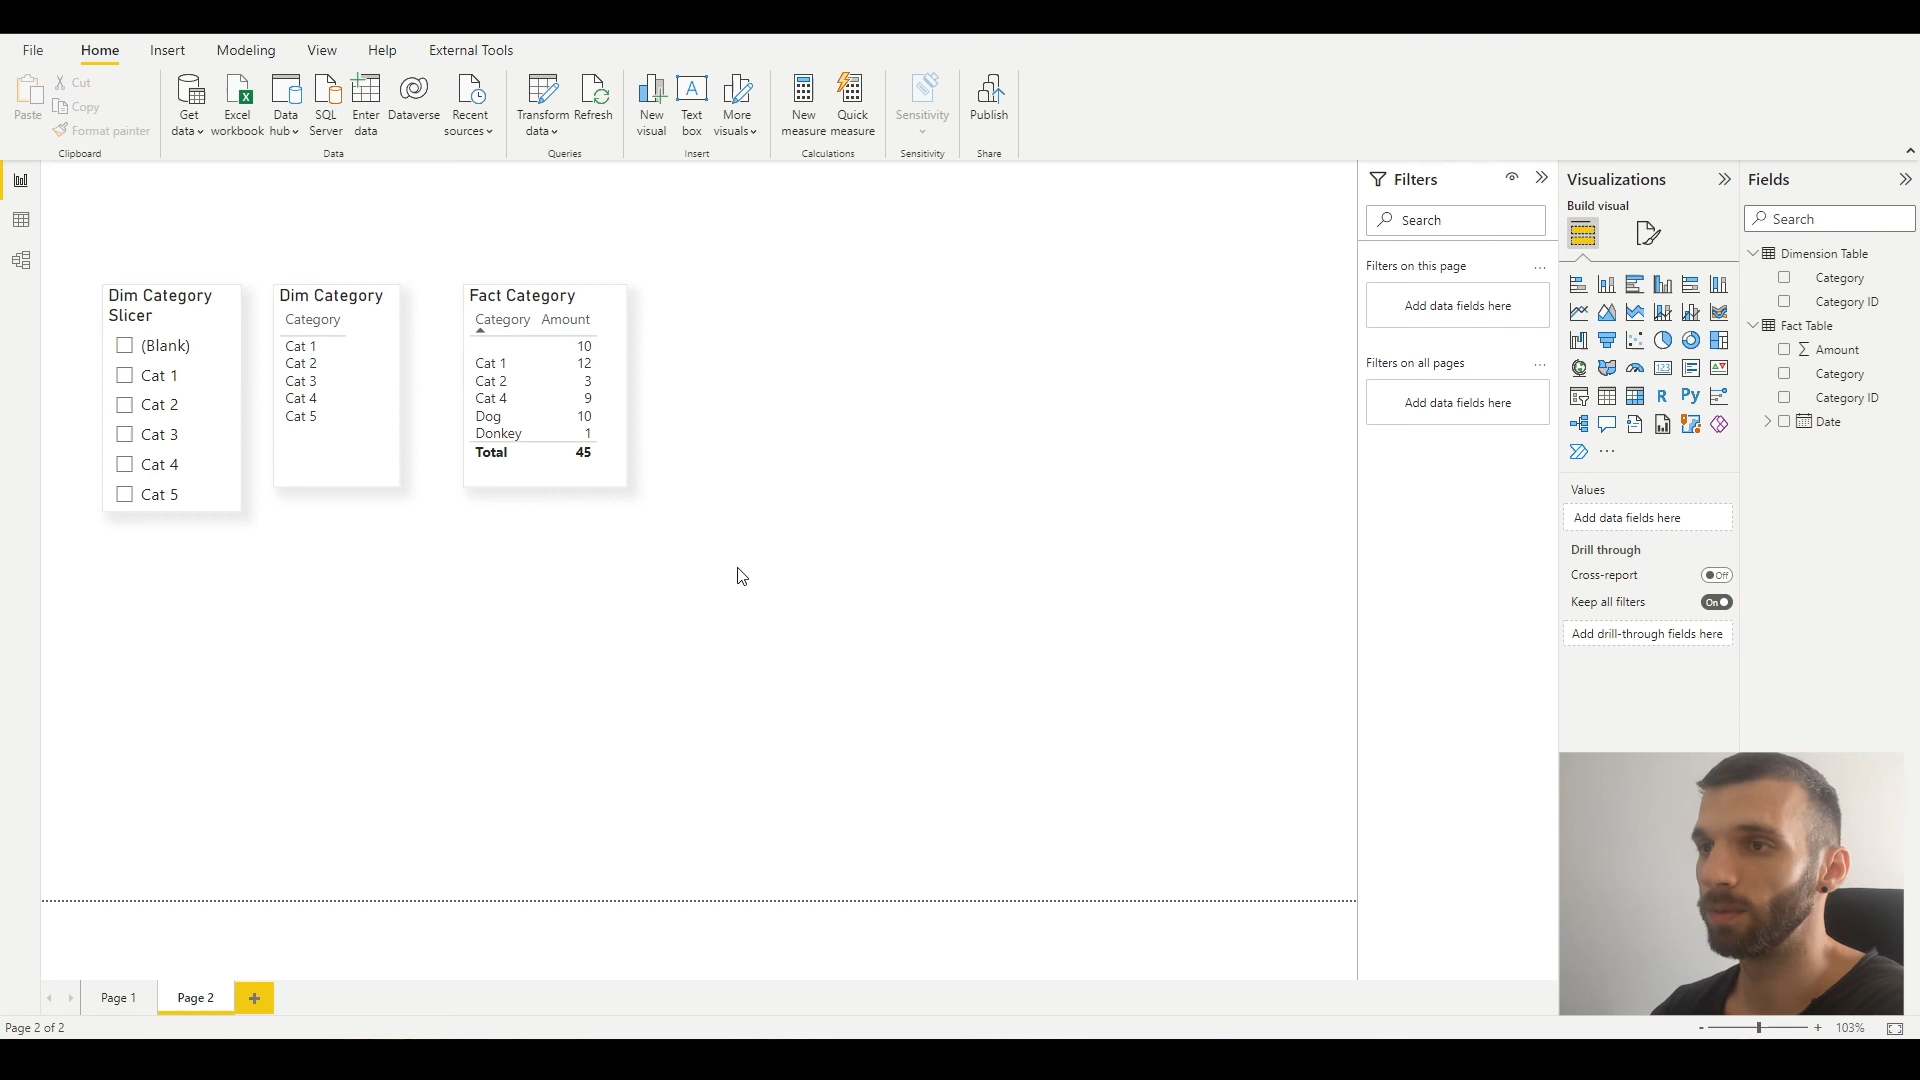 File Home Insert Modeling View Help External Tools
Paste
Cut
Copy
Format painter
Clipboard
Get data
Excel workbook
Data hub
SQL Server
Enter data
Dataverse
Recent sources
Data
Transform data
Refresh
Queries
New visual
A
Text box
More visuals
Insert
New measure
Quick measure
Calculations
Sensitivity
Sensitivity
Publish
Share
Dim Category Slicer
(Blank)
Cat 1
Cat 2
Cat 3
Cat 4
Cat 5
Dim Category
Category
Cat 1
Cat 2
Cat 3
Cat 4
Cat 5
Fact Category
Category Amount
10
Cat 1 12
Cat 2 3
Cat 4 9
Dog 10
Donkey 1
Total 45
Filters
Search
Filters on this page ...
Add data fields here
Filters on all pages ...
Add data fields here
Visualizations
Build visual
123
R Py
...
Values
Add data fields here
Drill through
Cross-report Off
Keep all filters On
Add drill-through fields here
Fields
Search
Dimension Table
Category
Category ID
Fact Table
Σ Amount
Category
Category ID
Date
Page 1 Page 2 +
Page 2 of 2
- + 103%